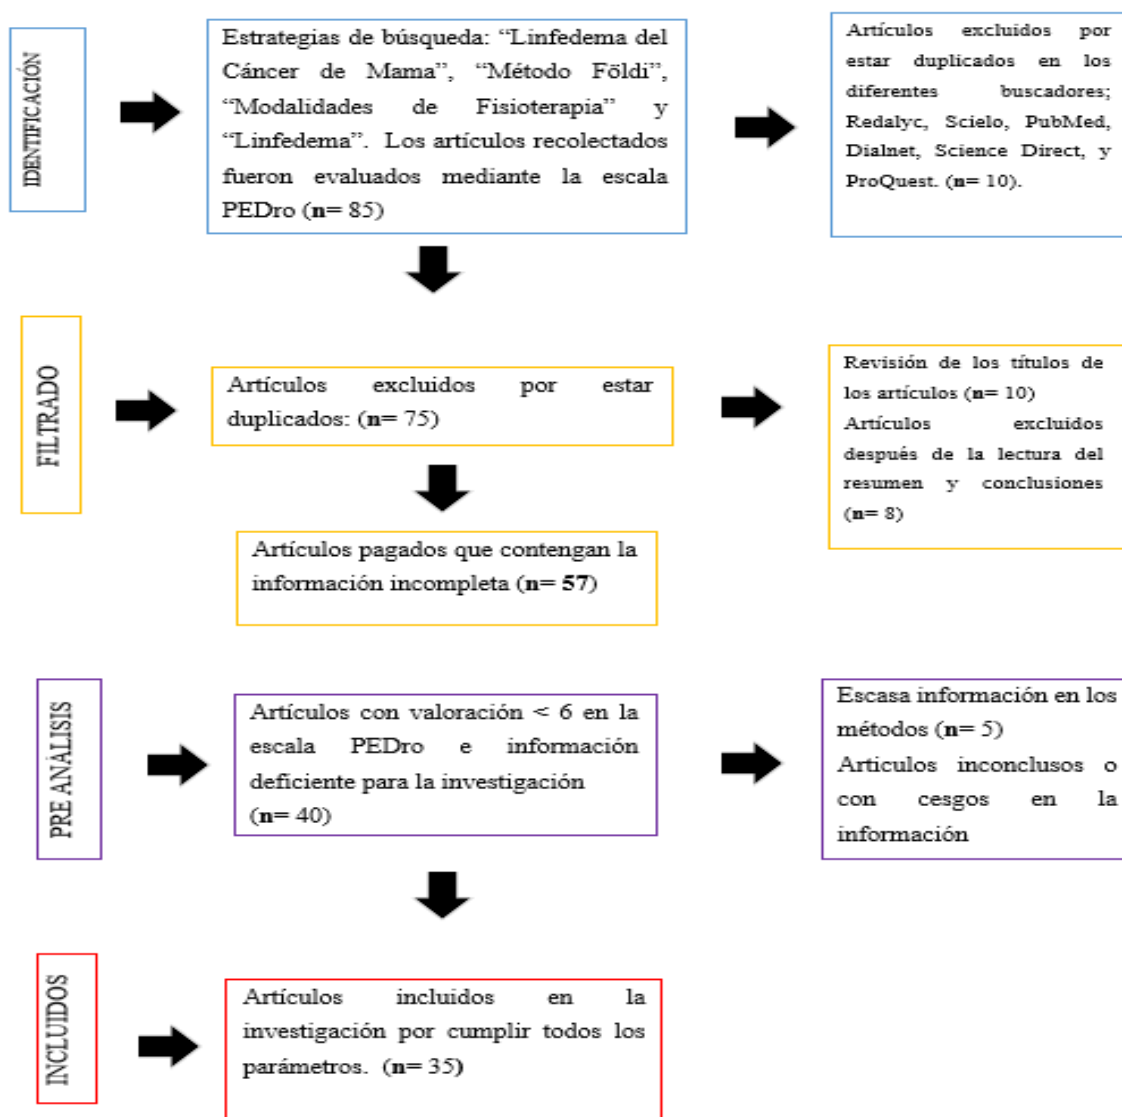 IDENTIFICACIÓN
Estrategias de búsqueda: “Linfedema del
Cáncer de Mama”, “Método Földi”,
“Modalidades de Fisioterapia” y
“Linfedema”. Los artículos recolectados
fueron evaluados mediante la escala
PEDro (n= 85)
Artículos excluidos por
estar duplicados en los
diferentes buscadores;
Redalyc, Scielo, PubMed,
Dialnet, Science Direct, y
ProQuest. (n= 10).
FILTRADO
Artículos excluidos por estar
duplicados: (n= 75)
Revisión de los títulos de
los artículos (n= 10)
Artículos excluidos
después de la lectura del
resumen y conclusiones
(n= 8)
Artículos pagados que contengan la
información incompleta (n= 57)
PRE ANÁLISIS
Artículos con valoración < 6 en la
escala PEDro e información
deficiente para la investigación
(n= 40)
Escasa información en los
métodos (n= 5)
Articulos inconclusos o
con cesgos en la
información
INCLUIDOS
Artículos incluidos en la
investigación por cumplir todos los
parámetros. (n= 35)